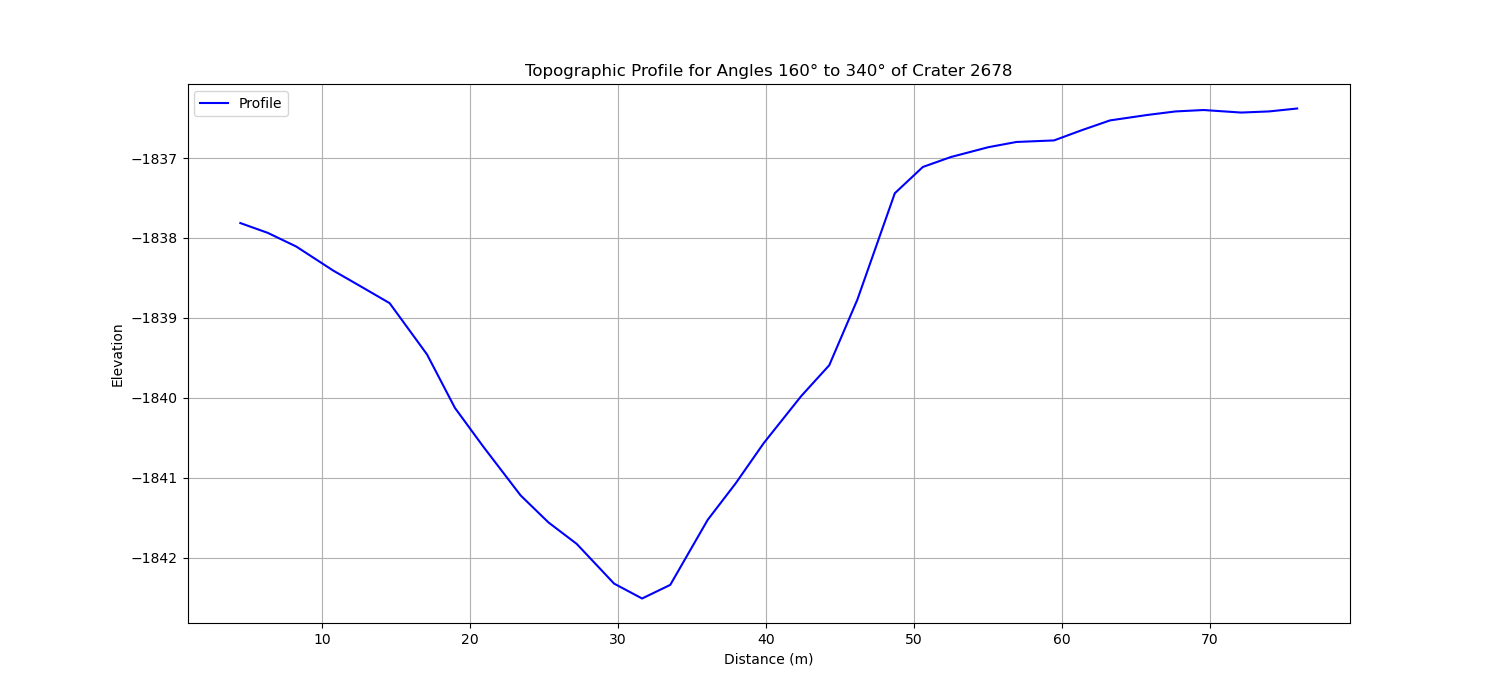 Topographic Profile for Angles 160° to 340° of Crater 2678
Profile
−1837
−1838
−1839
−1840
−1841
−1842
Elevation
10 20 30 40 50 60 70
Distance (m)